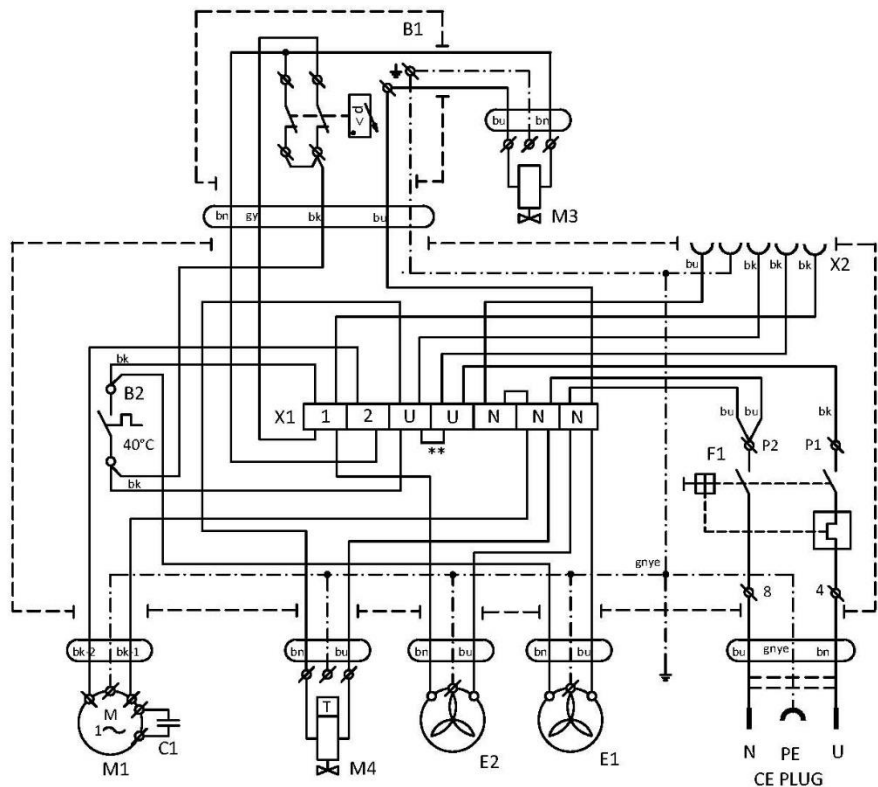 B1
P <
bu bn
M3
bn gy bk bu
X2
bu bk bk bk
bk
B2
40°C
bk
X1 1 2 U U N N N
**
bu bu bk
F1 P2 P1
gnye
8 4
bk-2 bk-1 bn bu bn bu bn bu bu gnye bn
M 1 ~
C1
M1
T
M4
E2
E1
N PE U
CE PLUG